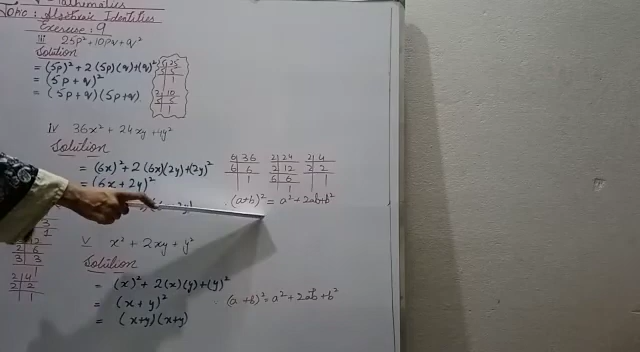 Mathematics
Topic: Algebraic Identities
Exercise: 9
iii 25p² + 10pq + q²
Solution
= (5p)² + 2(5p)(q) + (q)²
= (5p + q)²
= (5p + q)(5p + q)
5 25
5 5
1
2 10
5 5
1
iv 36x² + 24xy + 4y²
Solution
= (6x)² + 2(6x)(2y) + (2y)²
= (6x + 2y)²
6 36
6 6
1
2 24
2 12
6 6
1
2 4
2 2
1
∵ (a+b)² = a² + 2ab + b²
v x² + 2xy + y²
Solution
= (x)² + 2(x)(y) + (y)²
= (x + y)²
= (x+y)(x+y)
∵ (a + b)² = a² + 2ab + b²
2 6
3 3
1
2 4
2 2
1